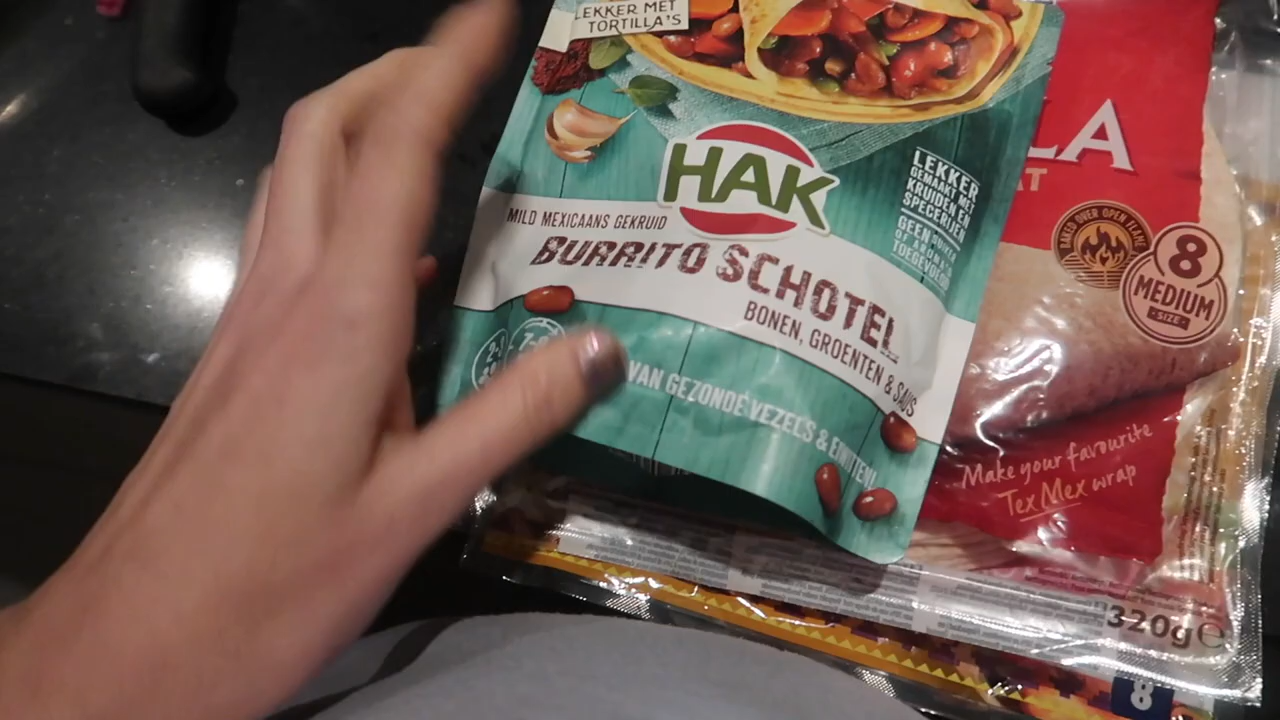 LEKKER MET
TORTILLA'S
HAK
LEKKER
GEMAAKT MET
KRUIDEN EN
SPECERIJEN
GEEN SUIKER
TOEGEVOEGD
MILD MEXICAANS GEKRUID
BURRITO SCHOTEL
BONEN, GROENTEN & SAUS
VAN GEZONDE VEZELS & EIWITTEN!
LA
AT
BAKED OVER OPEN FLAME
8
MEDIUM
SIZE
Make your favourite
Tex Mex wrap
320g e
8